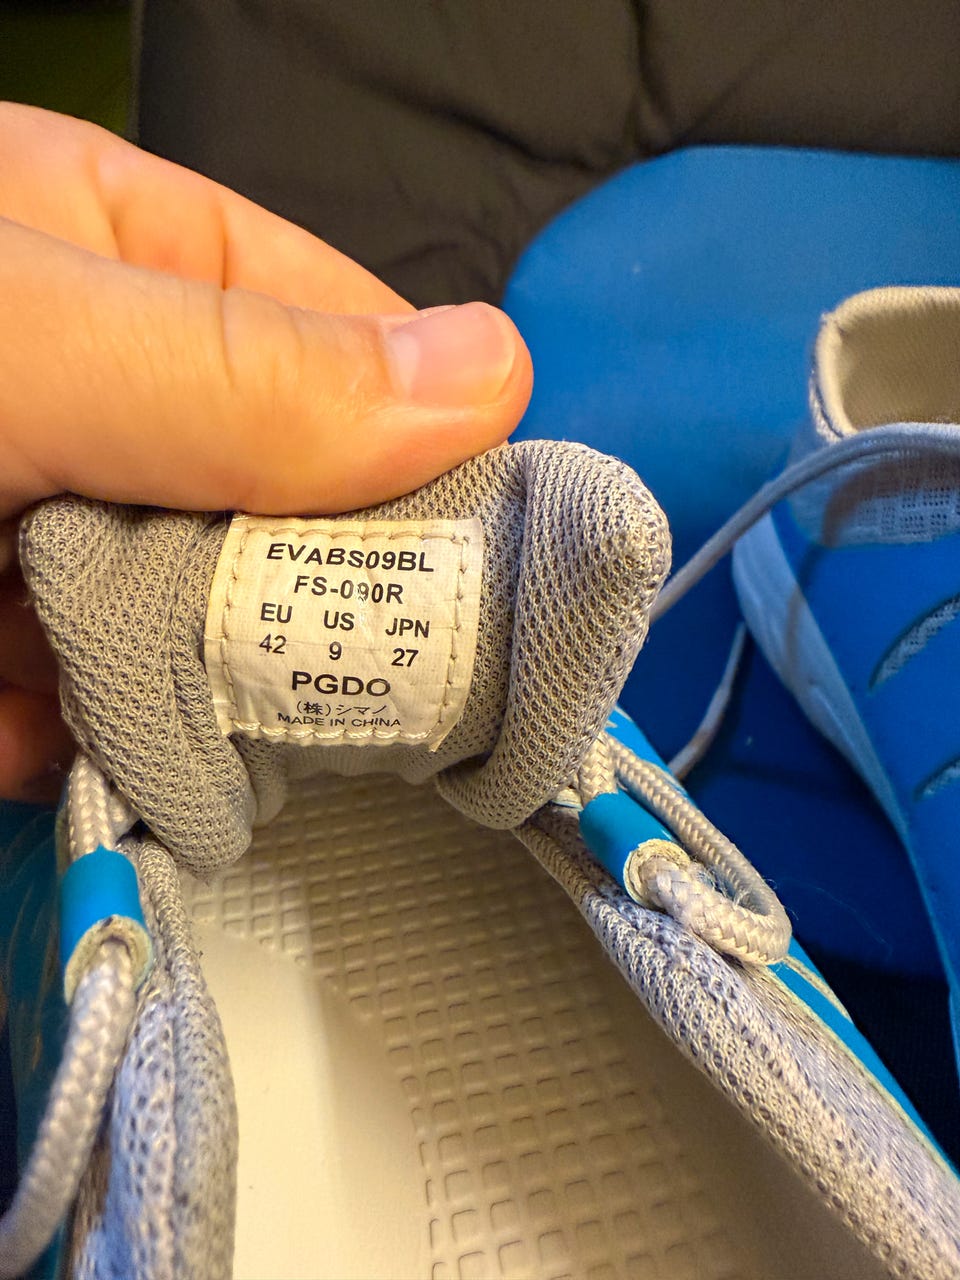 EVABS09BL
FS-090R
EU US JPN
42 9 27
PGDO
(株)シマノ
MADE IN CHINA